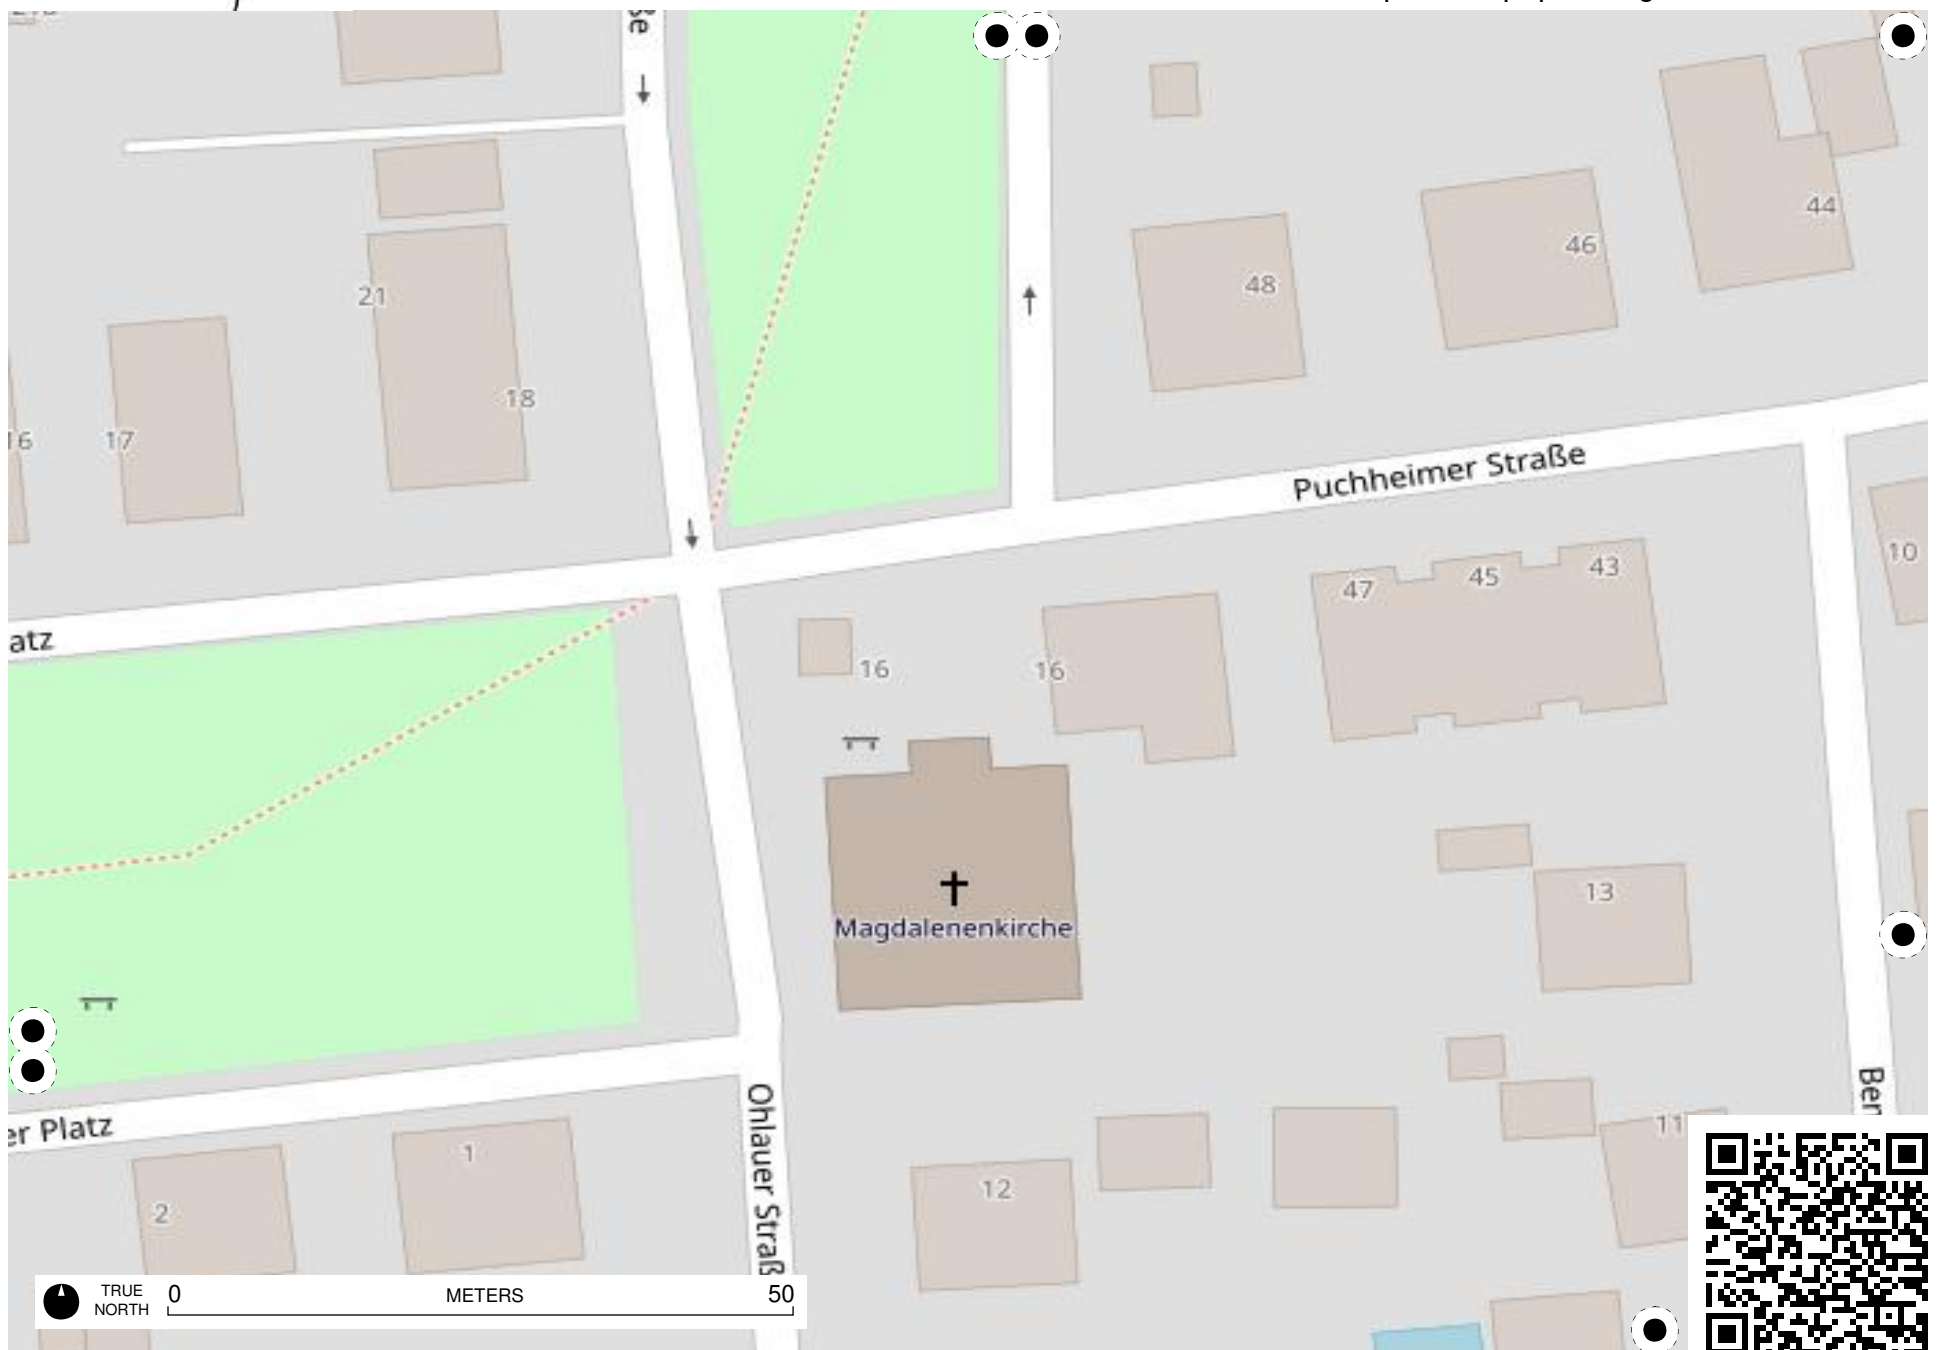 ße
21
18
16
17
48
46
44
Puchheimer Straße
47
45
43
10
atz
16
16
Magdalenenkirche
13
er Platz
1
2
Ohlauer Straß
12
Ber
11
TRUE
NORTH
0
METERS
50